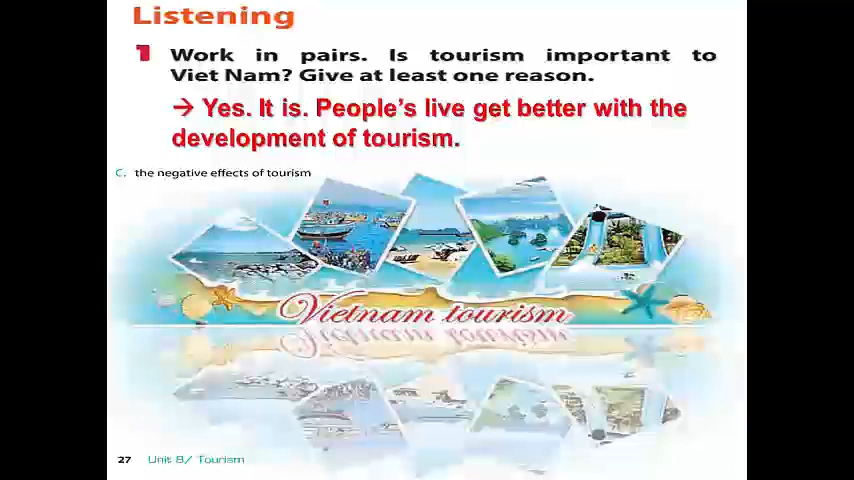 Listening
1 Work in pairs. Is tourism important to
Viet Nam? Give at least one reason.
→ Yes. It is. People's live get better with the
development of tourism.
C. the negative effects of tourism
Vietnam tourism
27 Unit 8/ Tourism